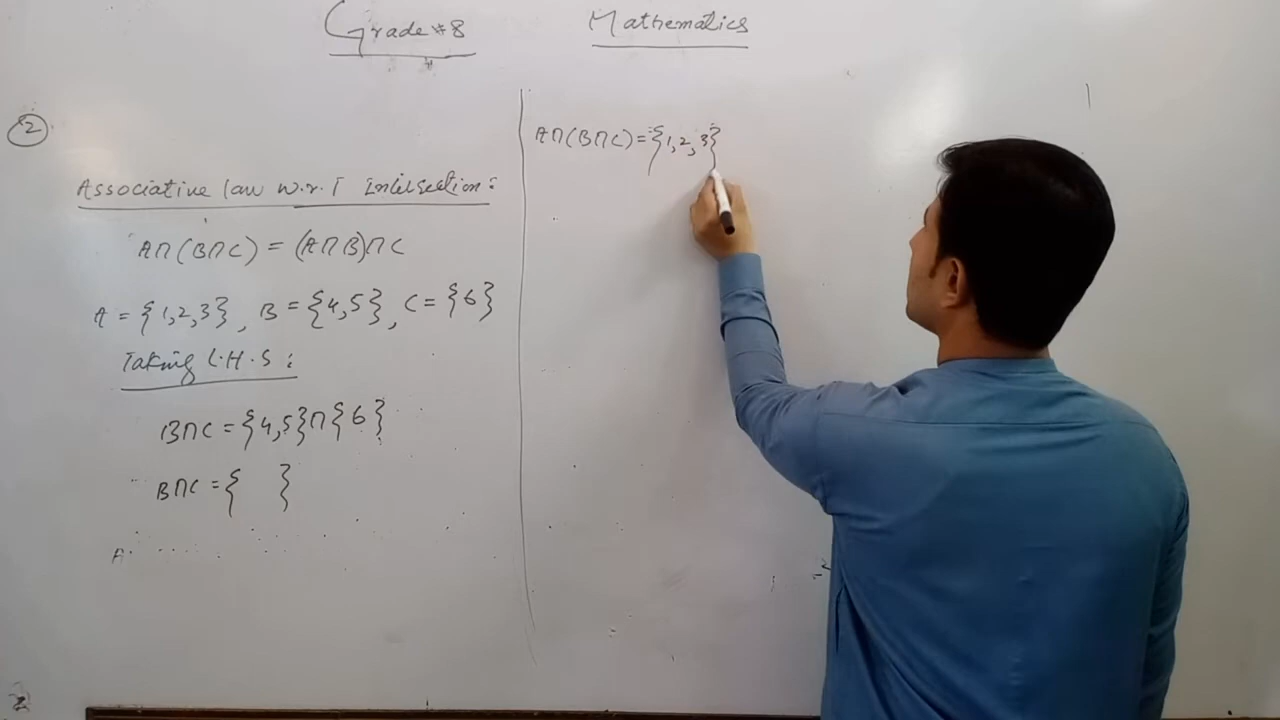 Grade #8 Mathematics
2
Associative law w.r.t Intersection:
A∩(B∩C) = (A∩B)∩C
A = {1,2,3}, B = {4,5}, C = {6}
Taking L.H.S:
B∩C = {4,5}∩{6}
B∩C = { }
A∩(B∩C) = {1,2,3}